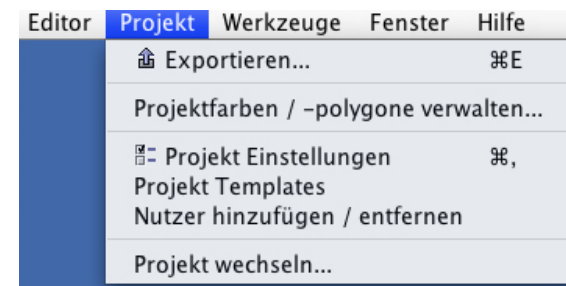 Editor Projekt Werkzeuge Fenster Hilfe
Exportieren... ⌘E
Projektfarben / -polygone verwalten...
Projekt Einstellungen ⌘,
Projekt Templates
Nutzer hinzufügen / entfernen
Projekt wechseln...